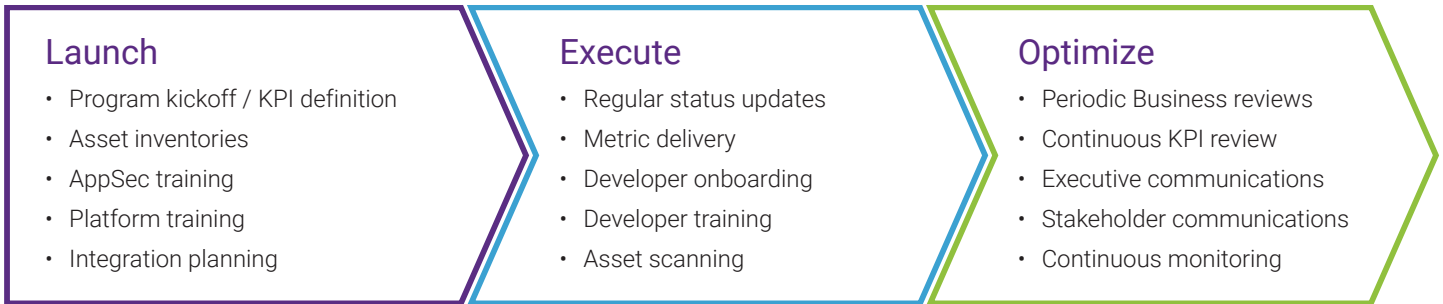 Launch
• Program kickoff / KPI definition
• Asset inventories
• AppSec training
• Platform training
• Integration planning
Execute
• Regular status updates
• Metric delivery
• Developer onboarding
• Developer training
• Asset scanning
Optimize
• Periodic Business reviews
• Continuous KPI review
• Executive communications
• Stakeholder communications
• Continuous monitoring